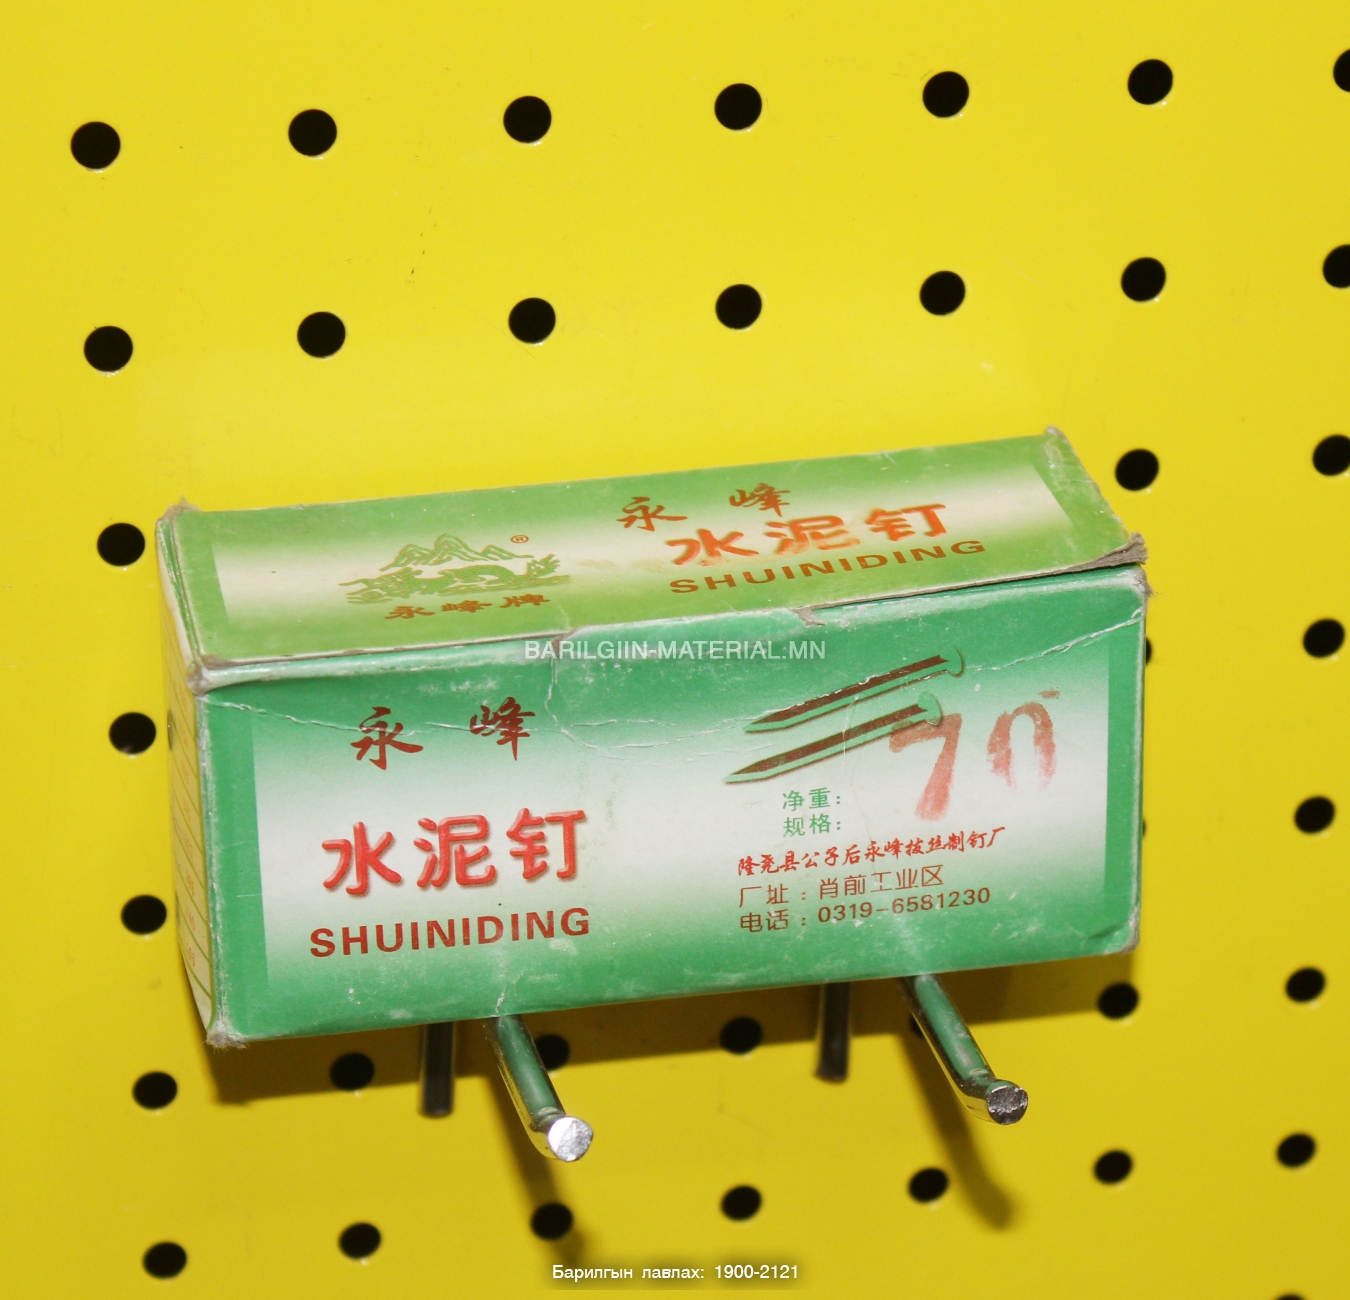 永峰
水泥钉
SHUINIDING
®
永峰牌
BARILGIIN-MATERIAL.MN
永峰
水泥钉
SHUINIDING
70
净重:
规格:
隆尧县公子后永峰拔丝制钉厂
厂址:肖前工业区
电话:0319-6581230
Барилгын лавлах: 1900-2121